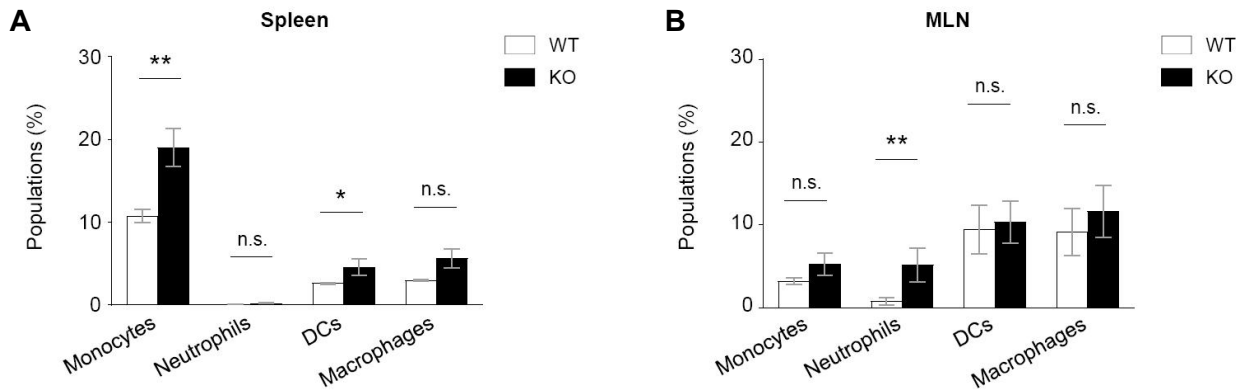 A
Spleen
WT
KO
Populations (%)
30
20
10
0
**
n.s.
*
n.s.
Monocytes
Neutrophils
DCs
Macrophages
B
MLN
WT
KO
Populations (%)
30
20
10
0
n.s.
**
n.s.
n.s.
Monocytes
Neutrophils
DCs
Macrophages